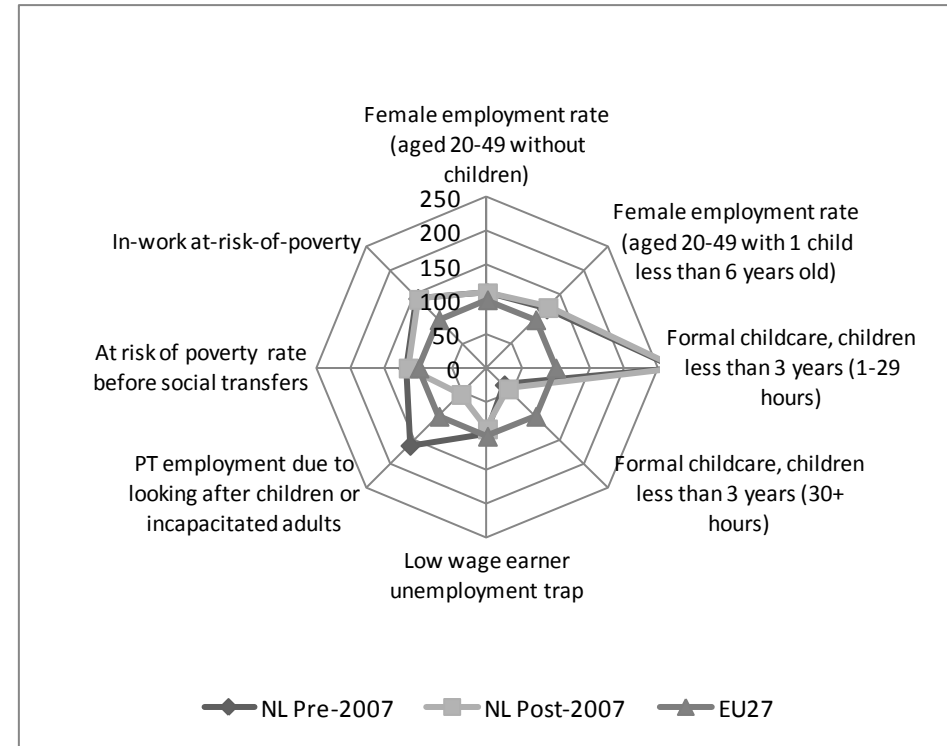 Female employment rate
(aged 20-49 without
children)
Female employment rate
(aged 20-49 with 1 child
less than 6 years old)
Formal childcare, children
less than 3 years (1-29
hours)
Formal childcare, children
less than 3 years (30+
hours)
Low wage earner
unemployment trap
PT employment due to
looking after children or
incapacitated adults
At risk of poverty rate
before social transfers
In-work at-risk-of-poverty
250
200
150
100
50
0
NL Pre-2007 NL Post-2007 EU27